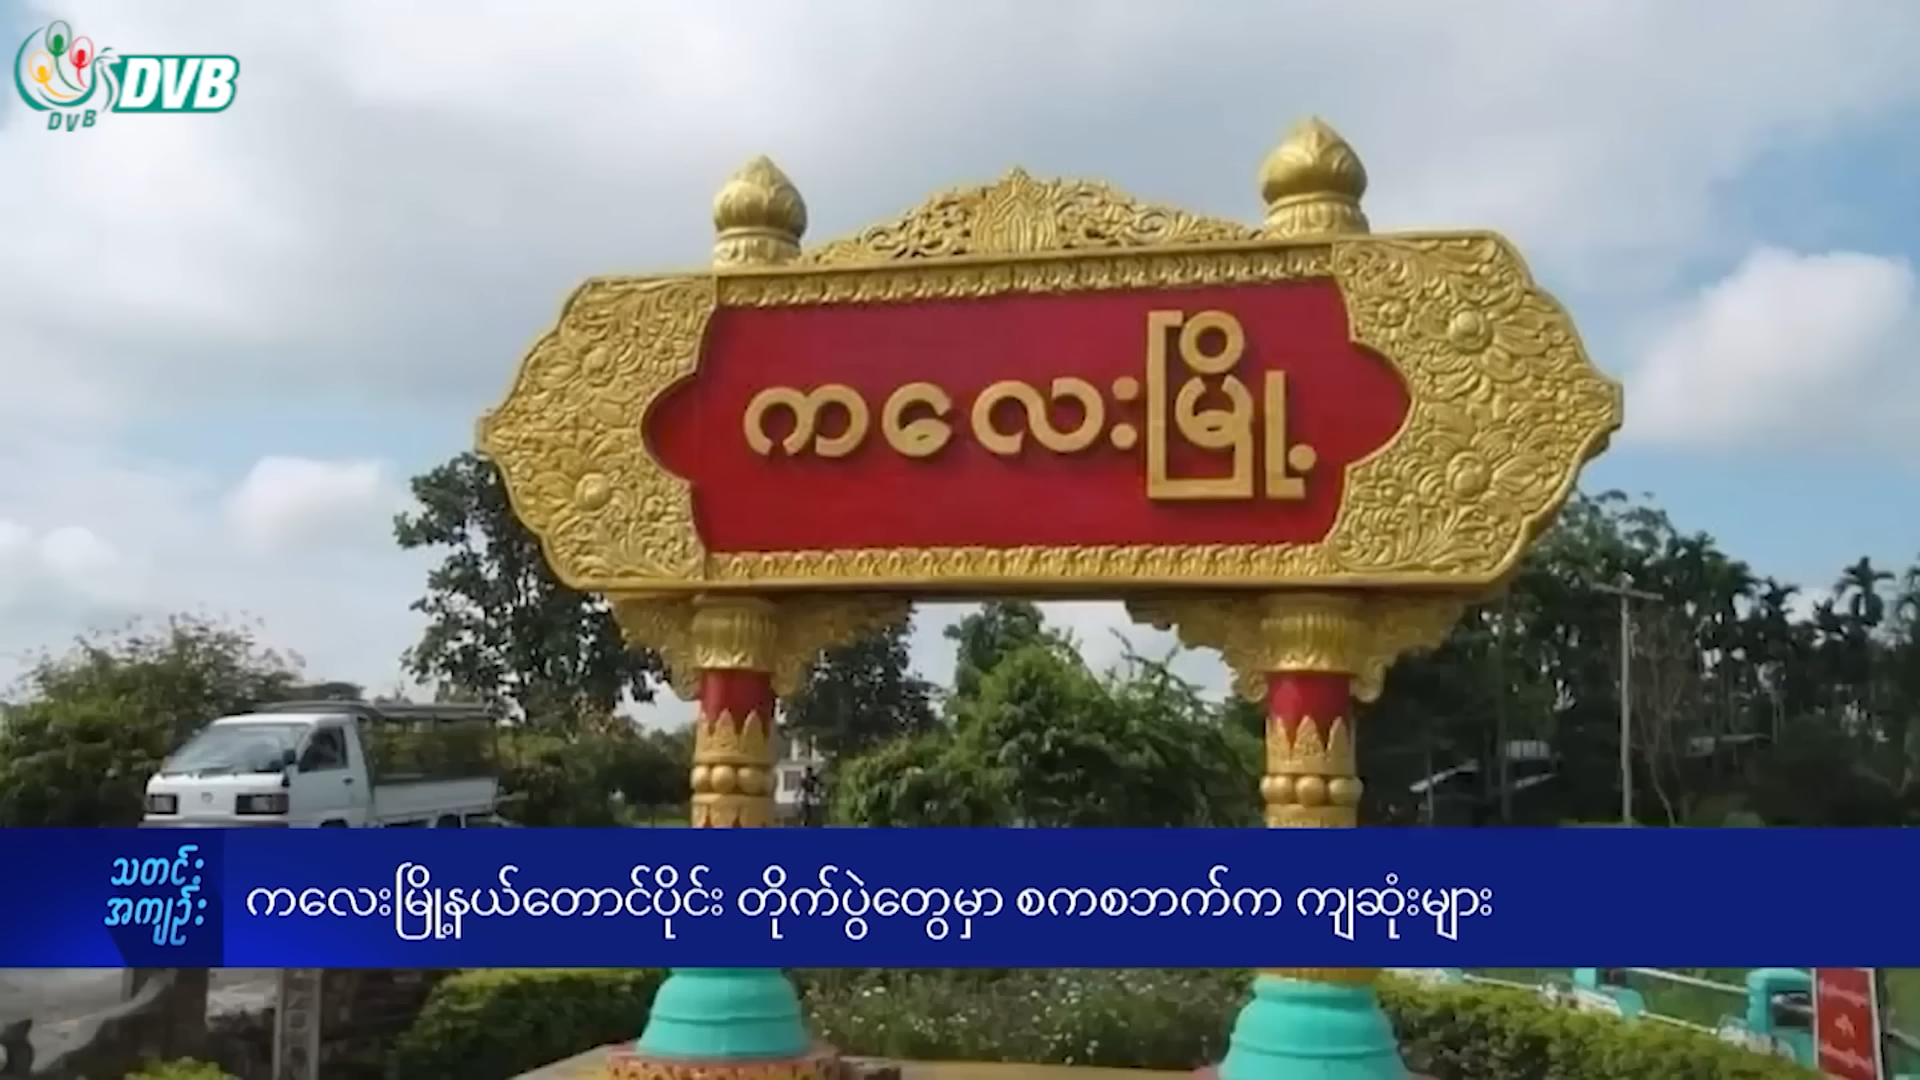 DVB
DVB
ကလေးမြို့
သတင်း
အကျဉ်း
ကလေးမြို့နယ်တောင်ပိုင်း တိုက်ပွဲတွေမှာ စကစဘက်က ကျဆုံးများ